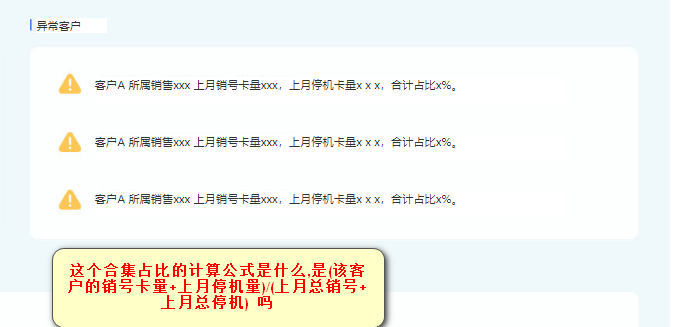 异常客户
客户A 所属销售xxx 上月销号卡量xxx，上月停机卡量x x x，合计占比x%。
客户A 所属销售xxx 上月销号卡量xxx，上月停机卡量x x x，合计占比x%。
客户A 所属销售xxx 上月销号卡量xxx，上月停机卡量x x x，合计占比x%。
这个合集占比的计算公式是什么,是(该客
户的销号卡量+上月停机量)/(上月总销号+
上月总停机) 吗